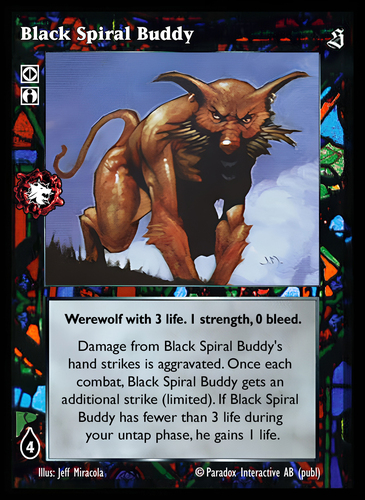 Black Spiral Buddy
J.M.
Werewolf with 3 life. 1 strength, 0 bleed.
Damage from Black Spiral Buddy's
hand strikes is aggravated. Once each
combat, Black Spiral Buddy gets an
additional strike (limited). If Black Spiral
Buddy has fewer than 3 life during
your untap phase, he gains 1 life.
4
Illus: Jeff Miracola © Paradox Interactive AB (publ)